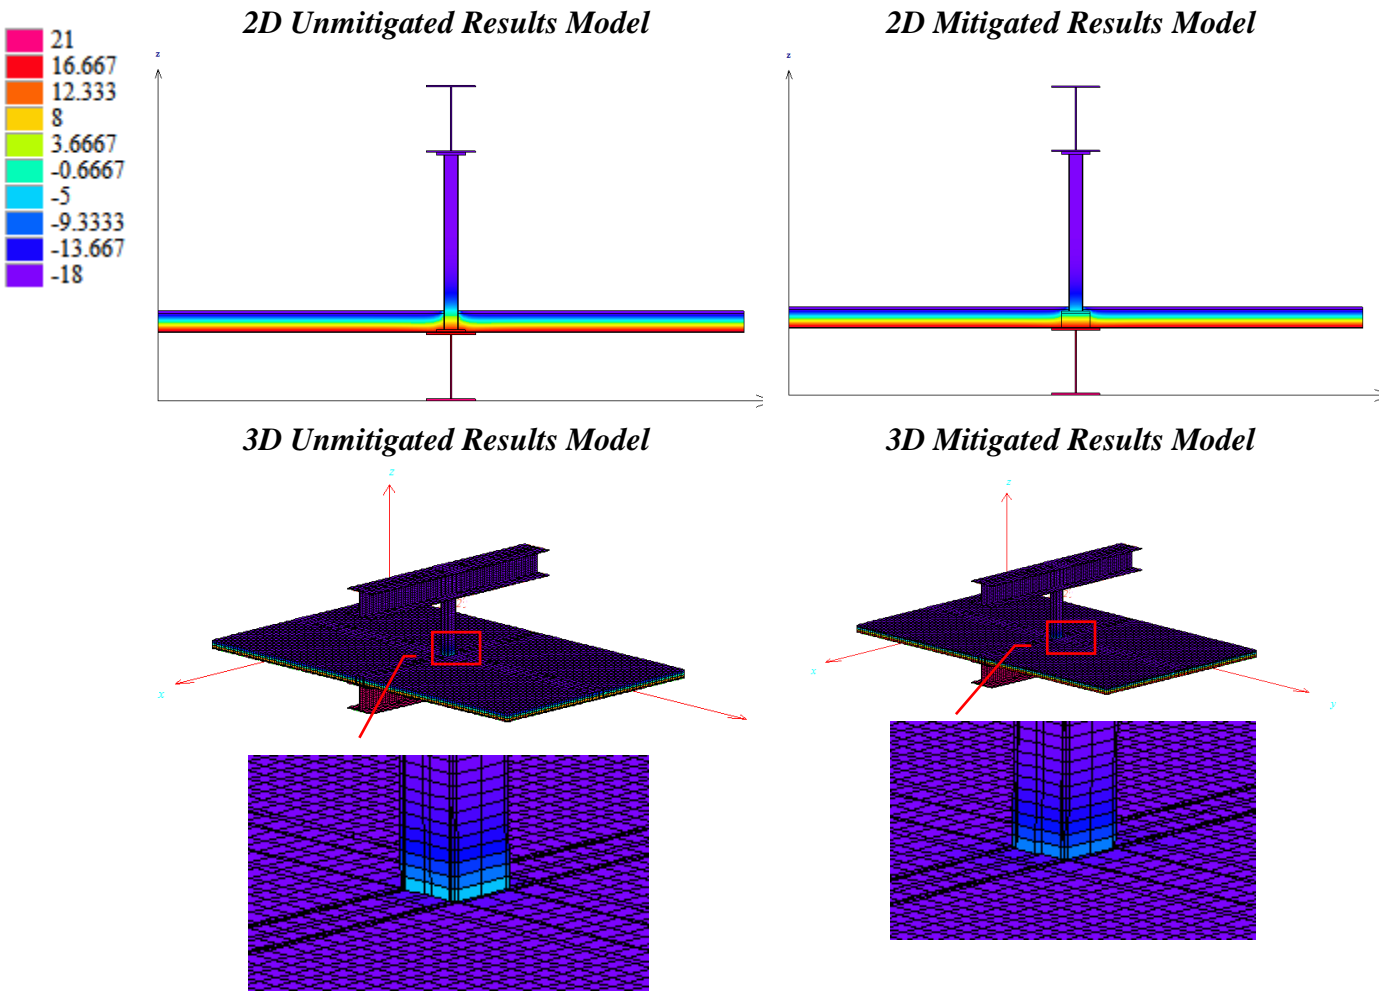 2D Unmitigated Results Model
2D Mitigated Results Model
21
16.667
12.333
8
3.6667
-0.6667
-5
-9.3333
-13.667
-18
z
z
3D Unmitigated Results Model
3D Mitigated Results Model
z
z
x
x
y